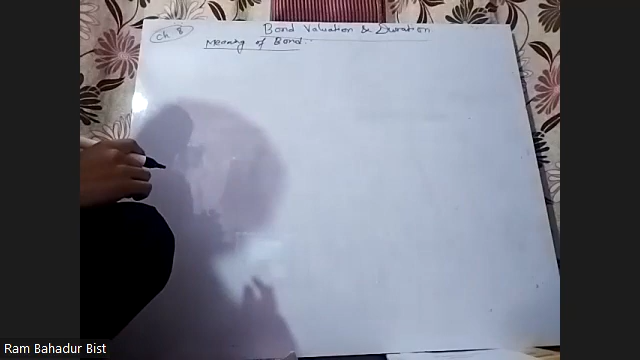 Ch 8
Bond Valuation & Duration
Meaning of Bond :-
Ram Bahadur Bist